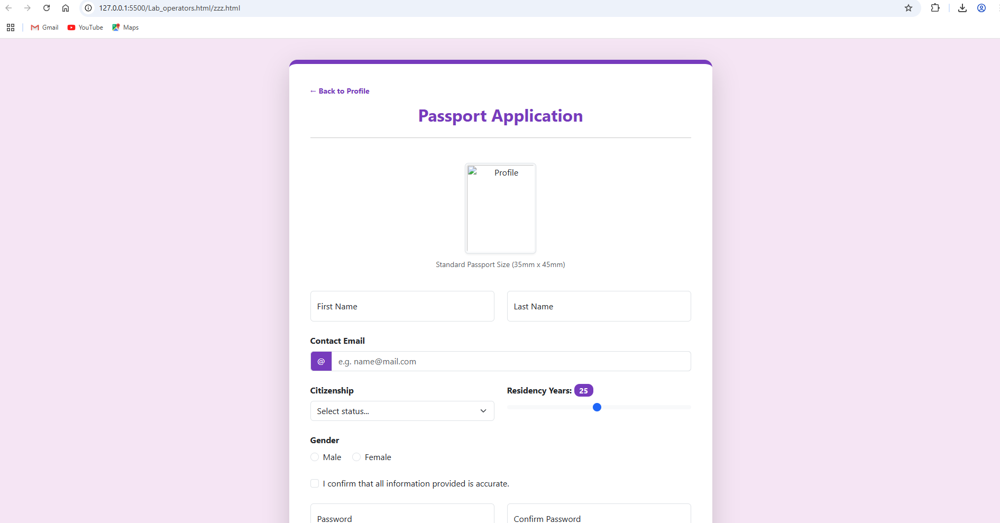 127.0.0.1:5500/Lab_operators.html/zzz.html
Gmail YouTube Maps
← Back to Profile
Passport Application
Profile
Standard Passport Size (35mm x 45mm)
First Name Last Name
Contact Email
@ e.g. name@mail.com
Citizenship Residency Years: 25
Select status...
Gender
Male Female
I confirm that all information provided is accurate.
Password Confirm Password